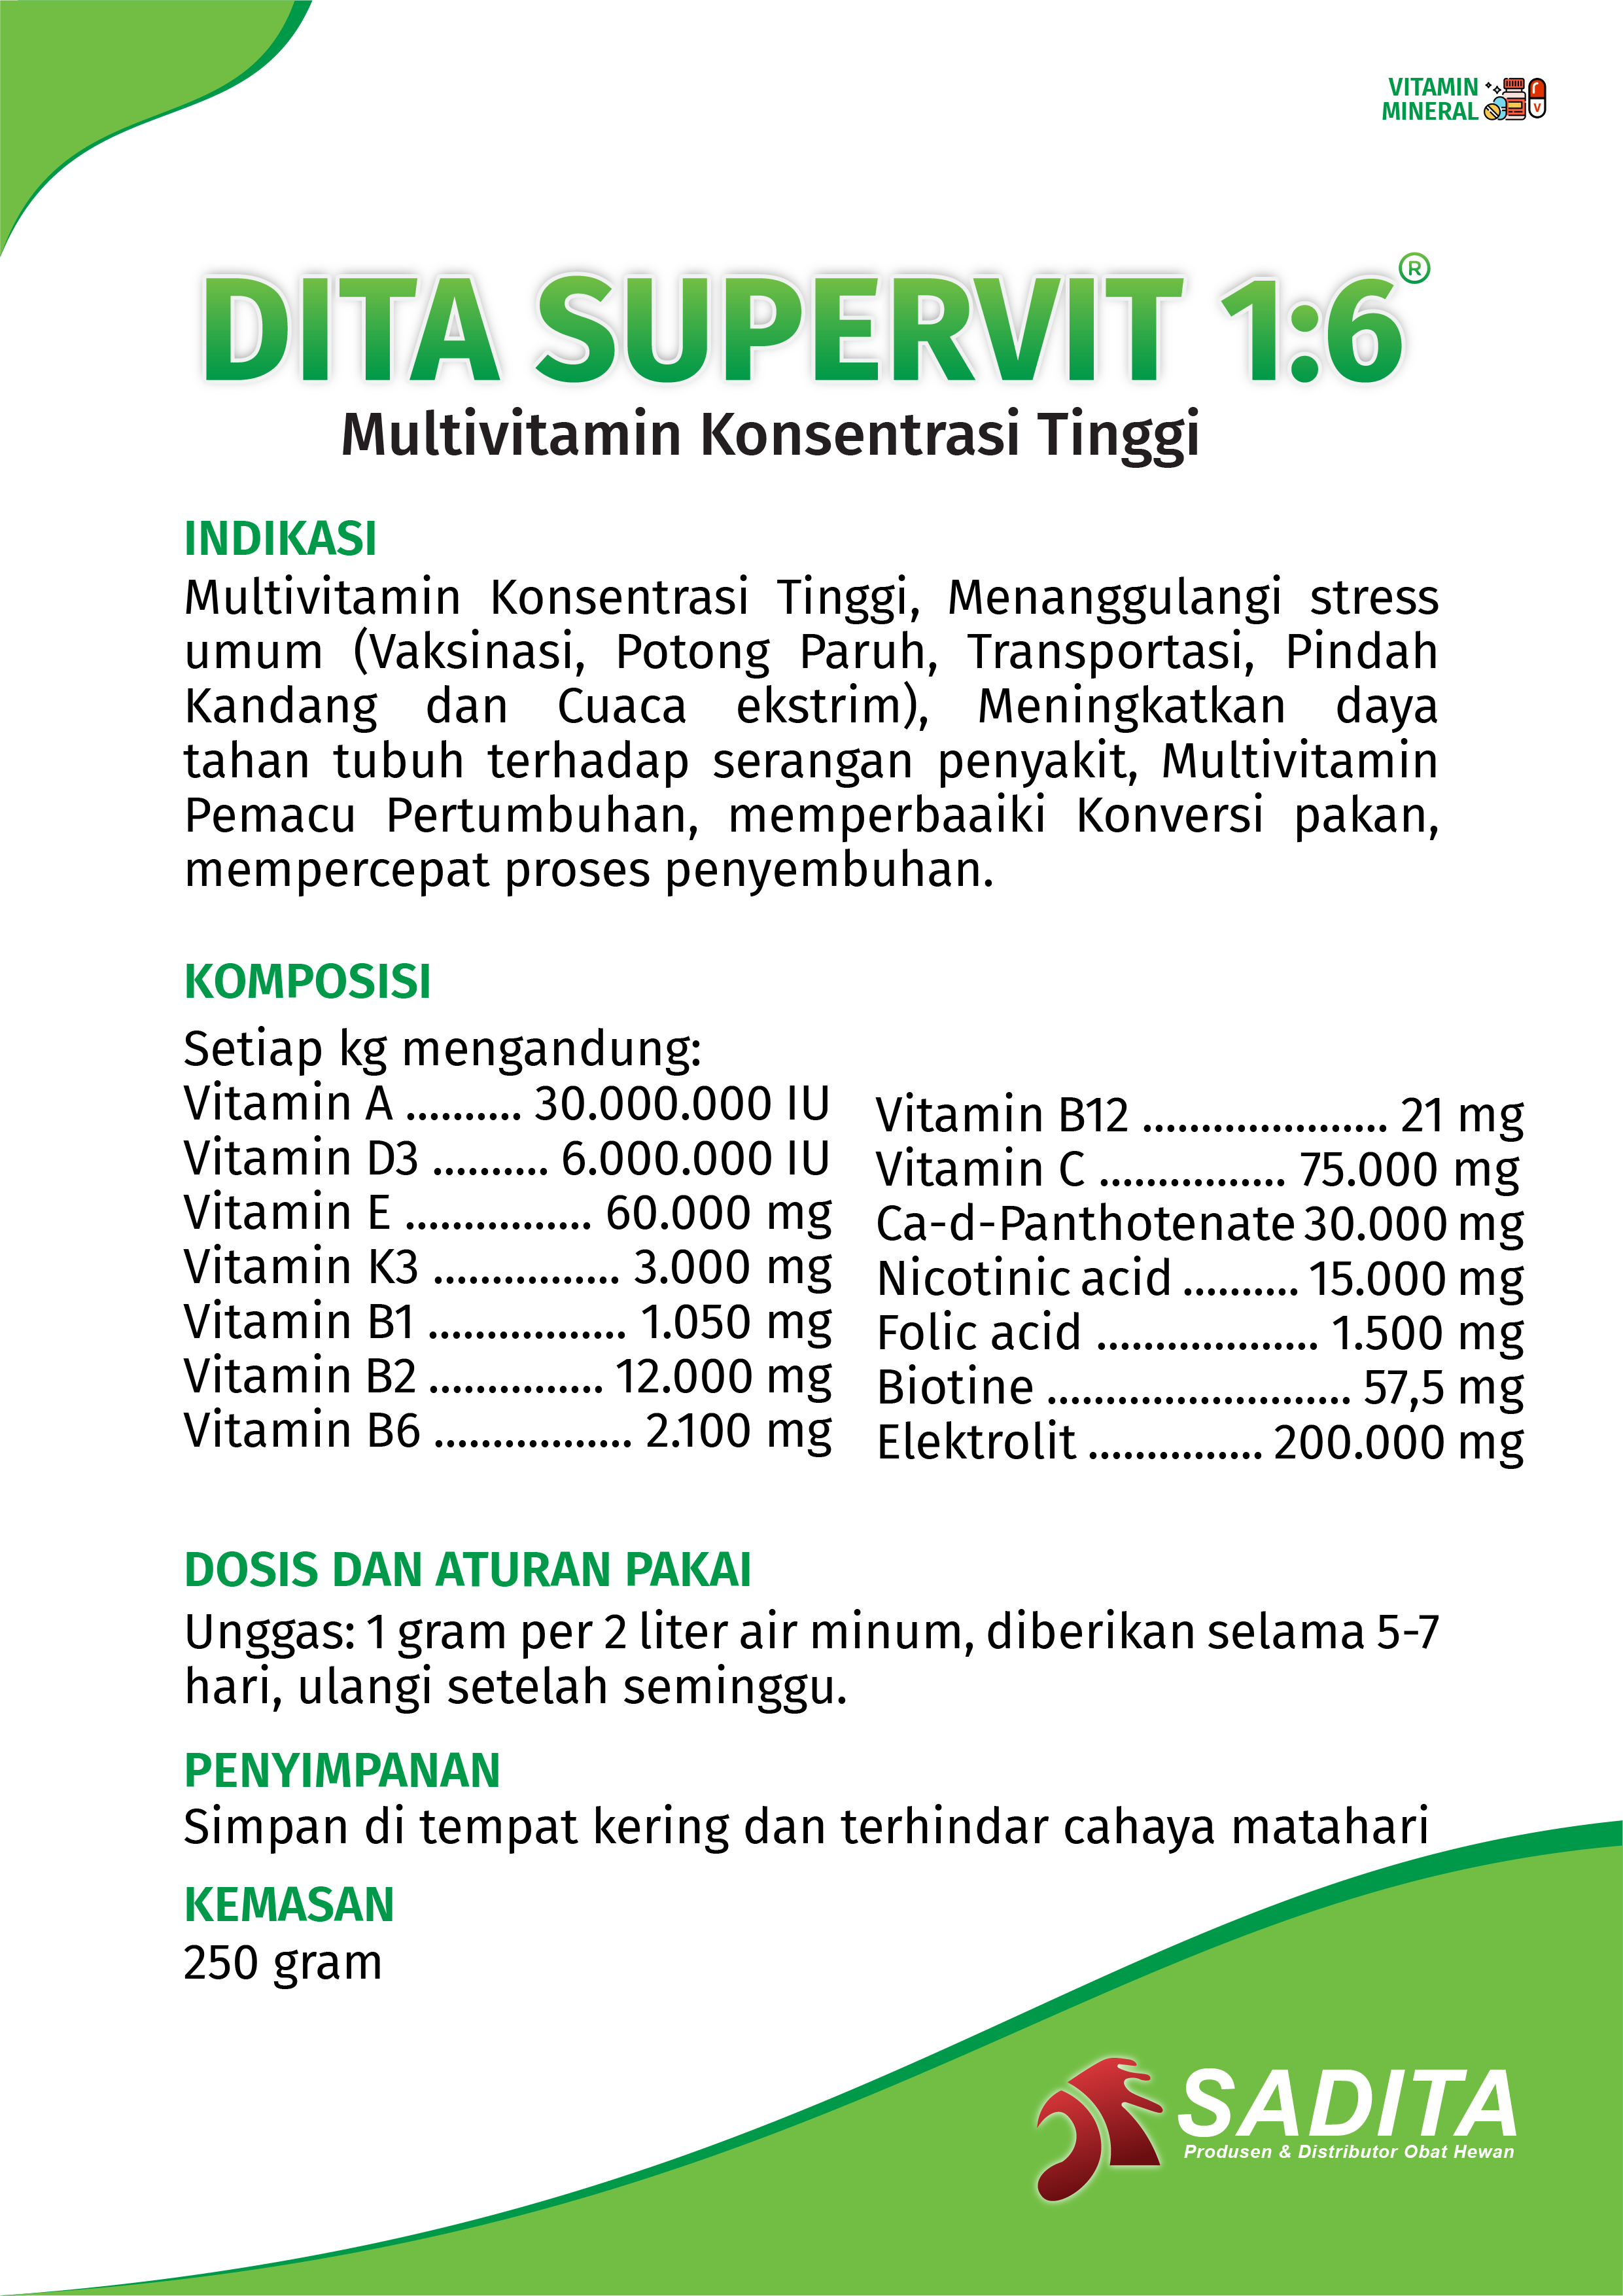 VITAMIN
MINERAL
V
DITA SUPERVIT 1:6®
Multivitamin Konsentrasi Tinggi
INDIKASI
Multivitamin Konsentrasi Tinggi, Menanggulangi stress
umum (Vaksinasi, Potong Paruh, Transportasi, Pindah
Kandang dan Cuaca ekstrim), Meningkatkan daya
tahan tubuh terhadap serangan penyakit, Multivitamin
Pemacu Pertumbuhan, memperbaaiki Konversi pakan,
mempercepat proses penyembuhan.
KOMPOSISI
Setiap kg mengandung:
Vitamin A .......... 30.000.000 IU
Vitamin D3 .......... 6.000.000 IU
Vitamin E ................ 60.000 mg
Vitamin K3 ................ 3.000 mg
Vitamin B1 ................. 1.050 mg
Vitamin B2 ............... 12.000 mg
Vitamin B6 ................. 2.100 mg
Vitamin B12 ..................... 21 mg
Vitamin C ................ 75.000 mg
Ca-d-Panthotenate 30.000 mg
Nicotinic acid .......... 15.000 mg
Folic acid ................... 1.500 mg
Biotine .......................... 57,5 mg
Elektrolit ............... 200.000 mg
DOSIS DAN ATURAN PAKAI
Unggas: 1 gram per 2 liter air minum, diberikan selama 5-7
hari, ulangi setelah seminggu.
PENYIMPANAN
Simpan di tempat kering dan terhindar cahaya matahari
KEMASAN
250 gram
SADITA
Produsen & Distributor Obat Hewan